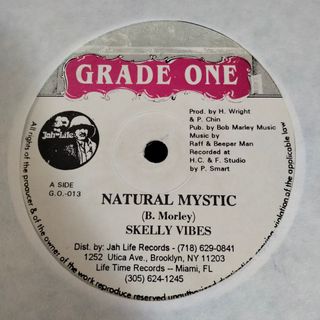 GRADE ONE
Jah Life
Prod. by H. Wright
& P. Chin
Pub. by Bob Marley Music
Music by
Raff & Beeper Man
Recorded at
H.C. & F. Studio
by P. Smart
A SIDE
G.O.-013
NATURAL MYSTIC
(B. Morley)
SKELLY VIBES
Dist. by: Jah Life Records - (718) 629-0841
1252 Utica Ave., Brooklyn, NY 11203
Life Time Records -- Miami, FL
(305) 624-1245
All rights of the producer & of the owner of the work reproduced reserved unauthorised violation of the applicable law